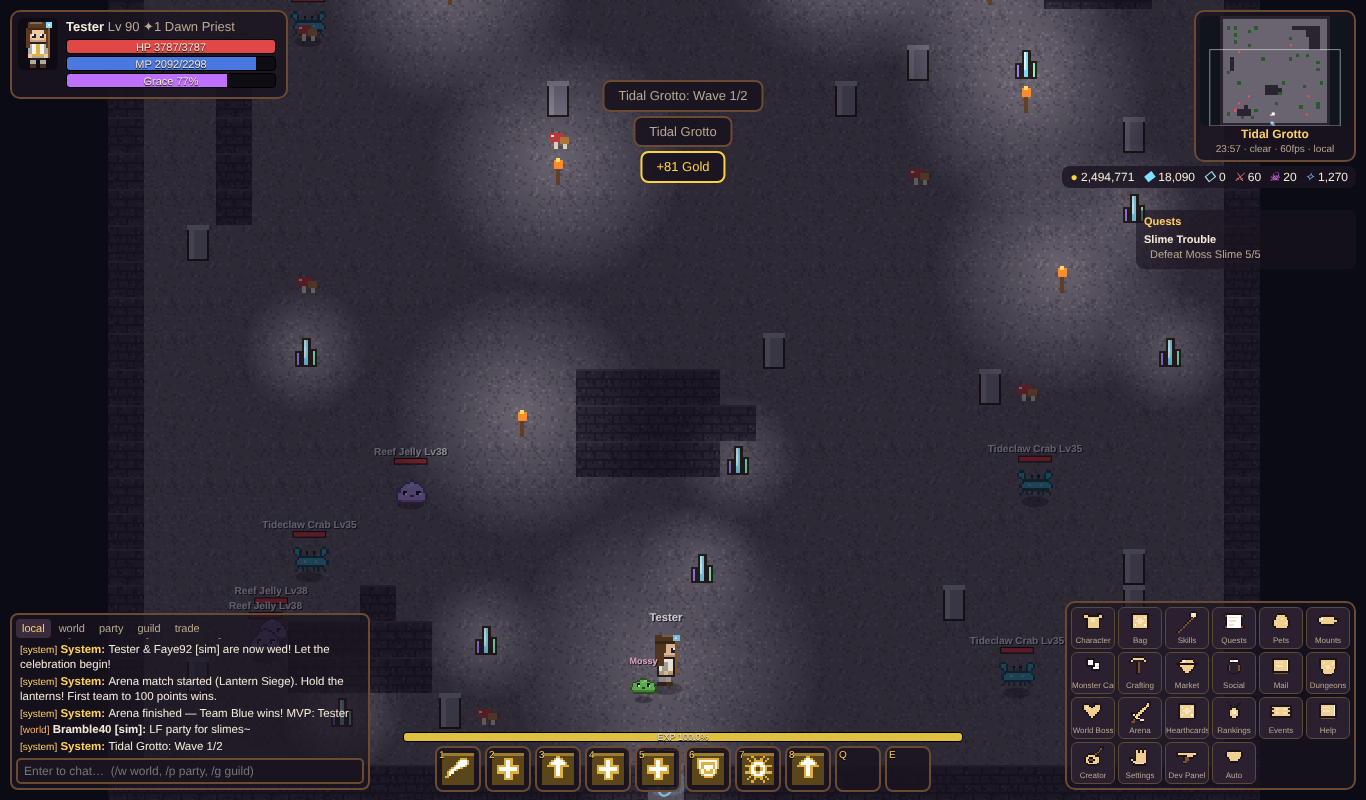 Tester Lv 90 ✦1 Dawn Priest
HP 3787/3787
MP 2092/2298
Grace 77%
Tidal Grotto: Wave 1/2
Tidal Grotto
+81 Gold
Tidal Grotto
23:57 · clear · 60fps · local
2,494,771 18,090 0 60 20 1,270
Quests
Slime Trouble
Defeat Moss Slime 5/5
Reef Jelly Lv38
Tideclaw Crab Lv35
Tideclaw Crab Lv35
Reef Jelly Lv38
Reef Jelly Lv38
Tester
Mossy
Tideclaw Crab Lv35
local world party guild trade
[system] System: Tester & Faye92 [sim] are now wed! Let the
celebration begin!
[system] System: Arena match started (Lantern Siege). Hold the
lanterns! First team to 100 points wins.
[system] System: Arena finished — Team Blue wins! MVP: Tester
[world] Bramble40 [sim]: LF party for slimes~
[system] System: Tidal Grotto: Wave 1/2
Enter to chat… (/w world, /p party, /g guild)
EXP 100.0%
1 2 3 4 5 6 7 8 Q E
Character Bag Skills Quests Pets Mounts
Monster Ca Crafting Market Social Mail Dungeons
World Boss Arena Hearthcards Rankings Events Help
Creator Settings Dev Panel Auto